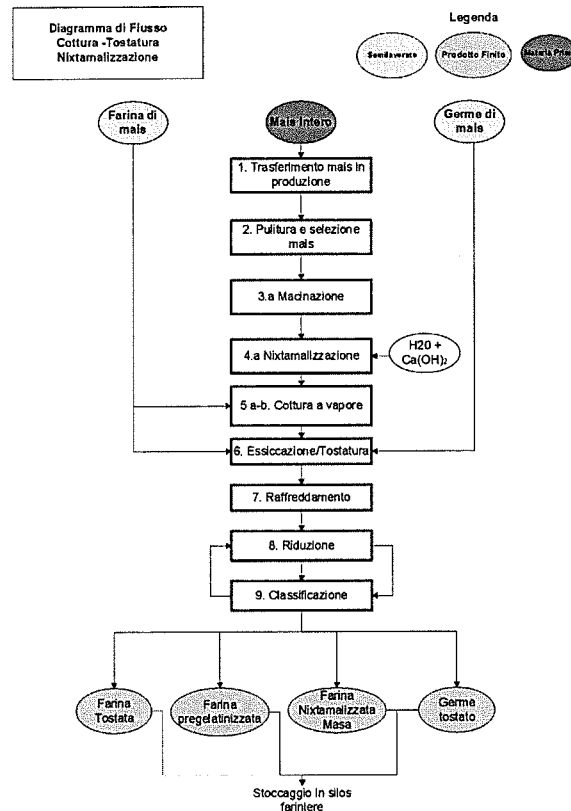 Diagramma di Flusso
Cottura -Tostatura
Nixtamalizzazione
Legenda
Semilavorato
Prodotto Finito
Materia Prima
Farina di
mais
Mais Intero
Germe di
mais
1. Trasferimento mais in
produzione
2. Pulitura e selezione
mais
3.a Macinazione
4.a Nixtamalizzazione
H20 +
Ca(OH)₂
5 a-b. Cottura a vapore
6. Essiccazione/Tostatura
7. Raffreddamento
8. Riduzione
9. Classificazione
Farina
Tostata
Farina
pregelatinizzata
Farina
Nixtamalizzata
Masa
Germe
tostato
Stoccaggio in silos
fariniere